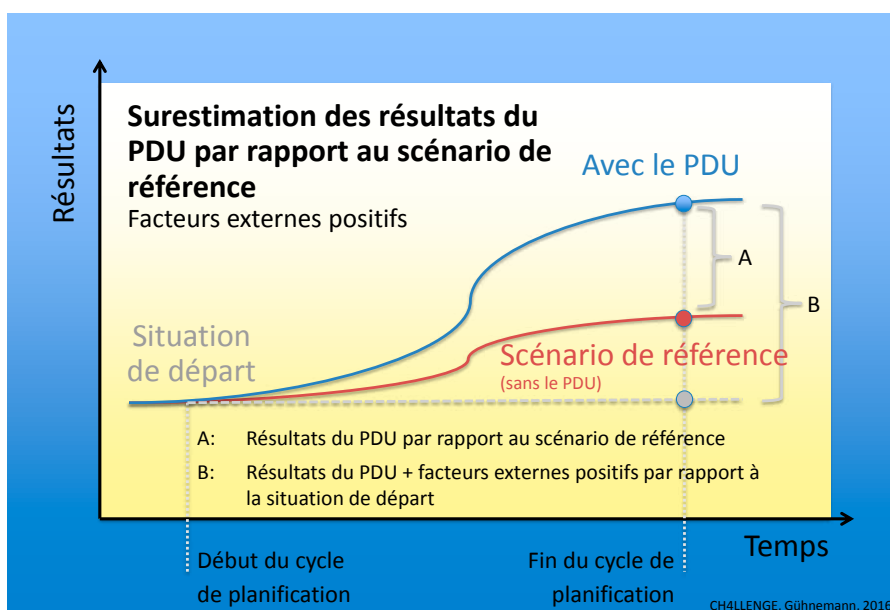 Résultats
Surestimation des résultats du
PDU par rapport au scénario de
référence
Facteurs externes positifs
Avec le PDU
A
B
Situation
de départ
Scénario de référence
(sans le PDU)
A: Résultats du PDU par rapport au scénario de référence
B: Résultats du PDU + facteurs externes positifs par rapport à
la situation de départ
Temps
Début du cycle
de planification
Fin du cycle de
planification
CH4LLENGE, Gühnemann, 2016